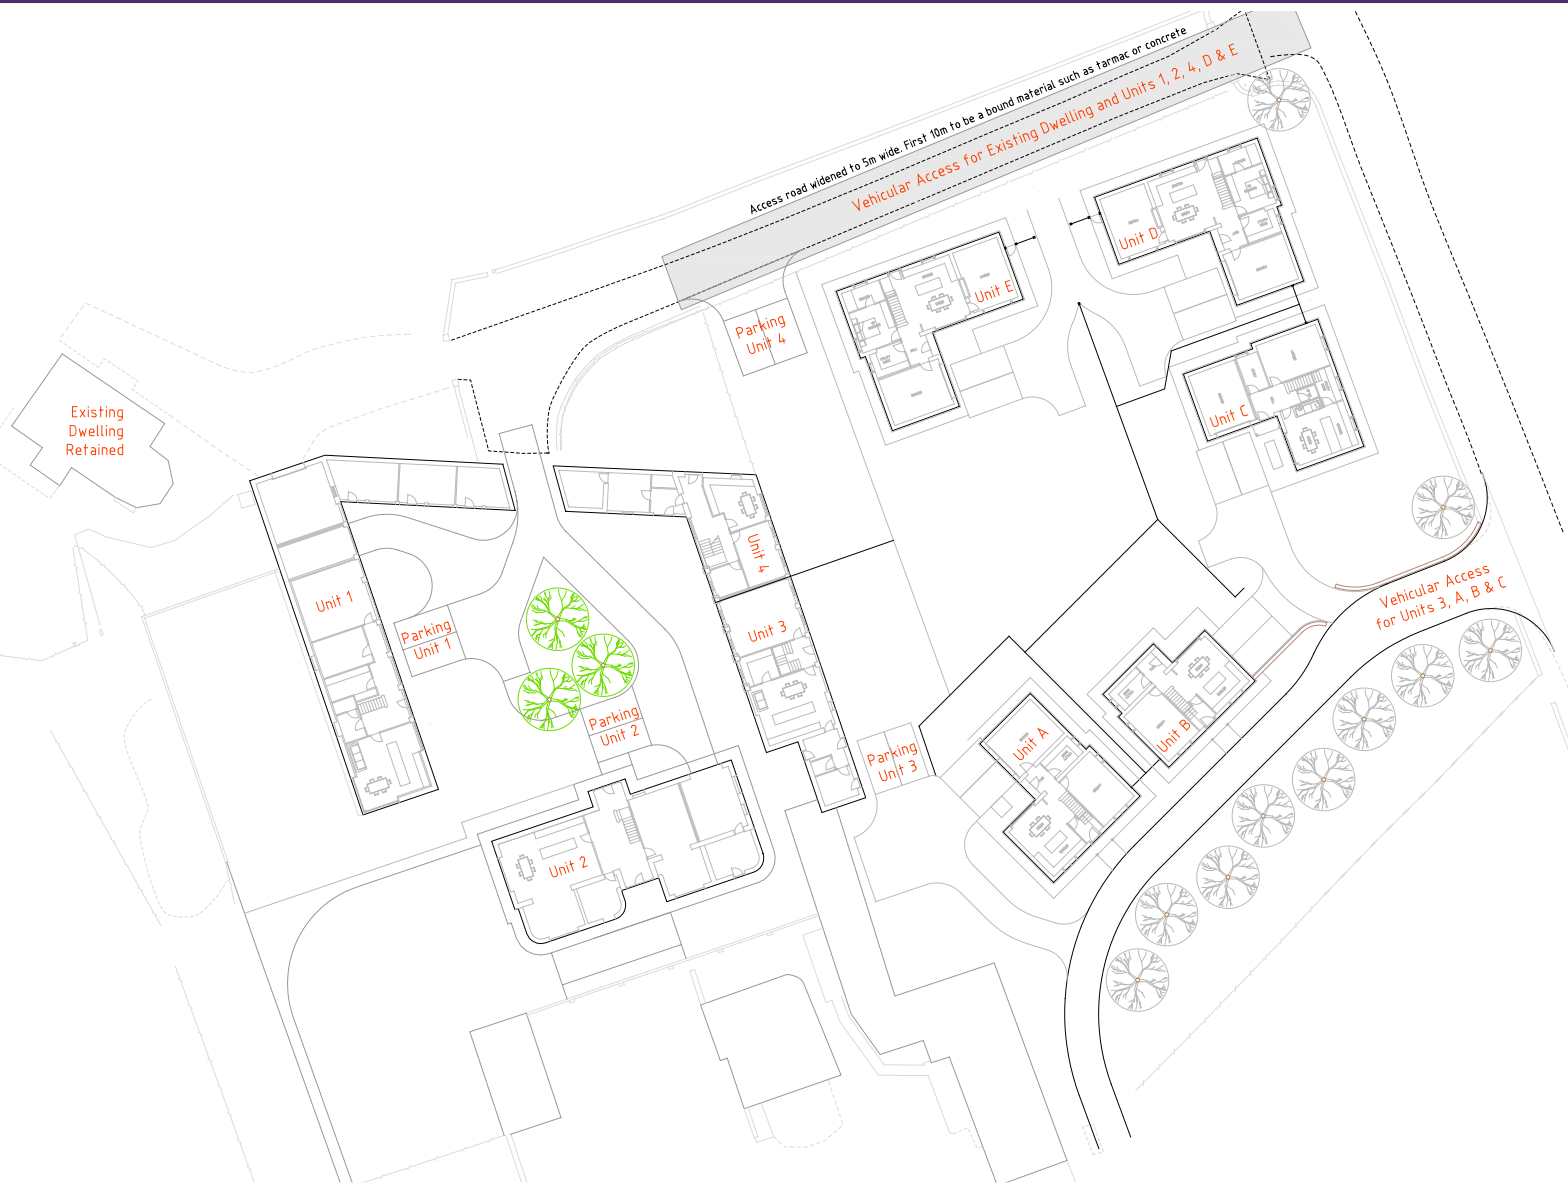 Access road widened to 5m wide. First 10m to be a bound material such as tarmac or concrete
Vehicular Access for Existing Dwelling and Units 1, 2, 4, D & E
Unit D
Unit E
Parking
Unit 4
Existing
Dwelling
Retained
Unit C
Unit 4
Vehicular Access
for Units 3, A, B & C
Unit 1
Parking
Unit 1
Unit 3
Parking
Unit 2
Parking
Unit 3
Unit A
Unit B
Unit 2